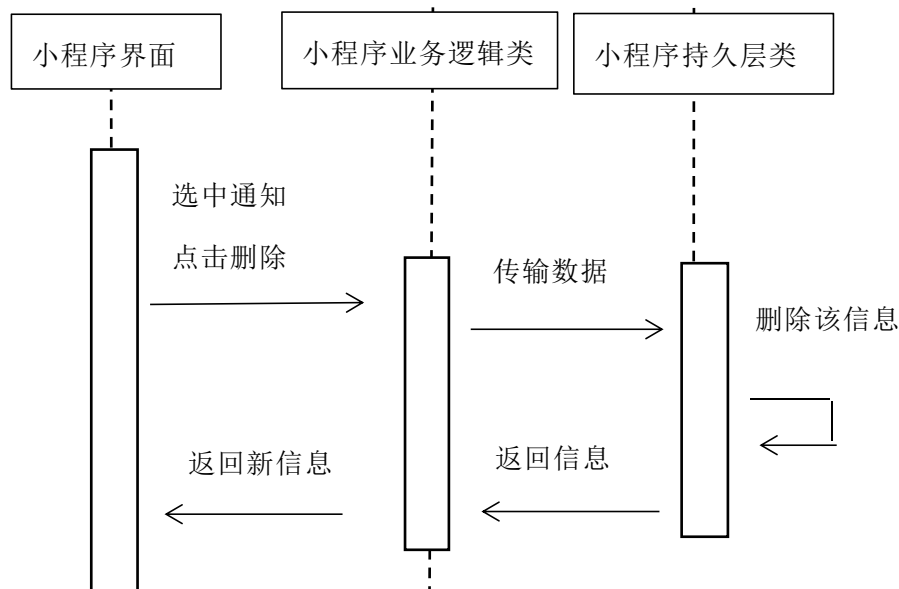 小程序界面
小程序业务逻辑类
小程序持久层类
选中通知
点击删除
传输数据
删除该信息
返回新信息
返回信息